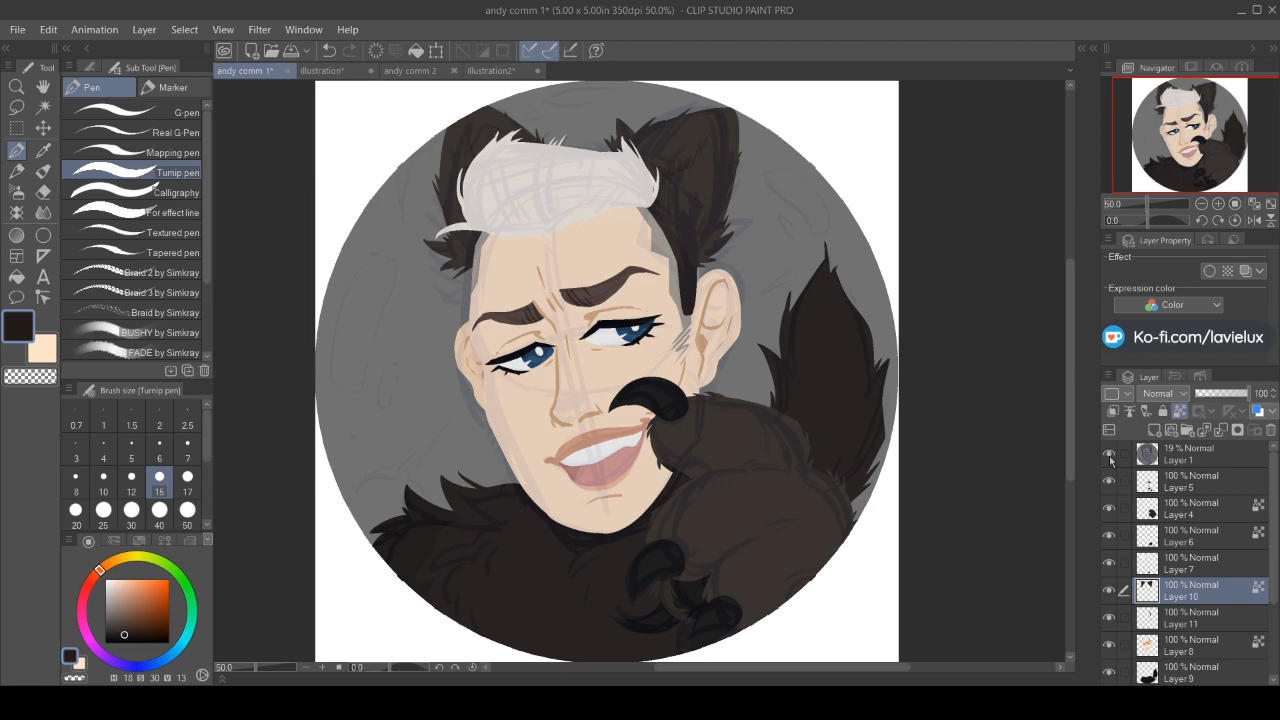 andy comm 1* (5.00 x 5.00in 350dpi 50.0%) - CLIP STUDIO PAINT PRO
File Edit Animation Layer Select View Filter Window Help
Tool
Sub Tool [Pen]
andy comm 1*
Illustration*
andy comm 2
Illustration2*
Navigator
Pen
Marker
G-pen
Real G-Pen
Mapping pen
Turnip pen
Calligraphy
For effect line
Textured pen
Tapered pen
Braid 2 by Simkray
Braid 3 by Simkray
Braid by Simkray
BUSHY by Simkray
FADE by Simkray
Brush size [Turnip pen]
0.7 1 1.5 2 2.5
3 4 5 6 7
8 10 12 15 17
20 25 30 40 50
H 18 S 30 V 13
50.0
0.0
50.0
0.0
Layer Property
Effect
Expression color
Color
Ko-fi.com/lavielux
Layer
Normal 100
19 % Normal
Layer 1
100 % Normal
Layer 5
100 % Normal
Layer 4
100 % Normal
Layer 6
100 % Normal
Layer 7
100 % Normal
Layer 10
100 % Normal
Layer 11
100 % Normal
Layer 8
100 % Normal
Layer 9